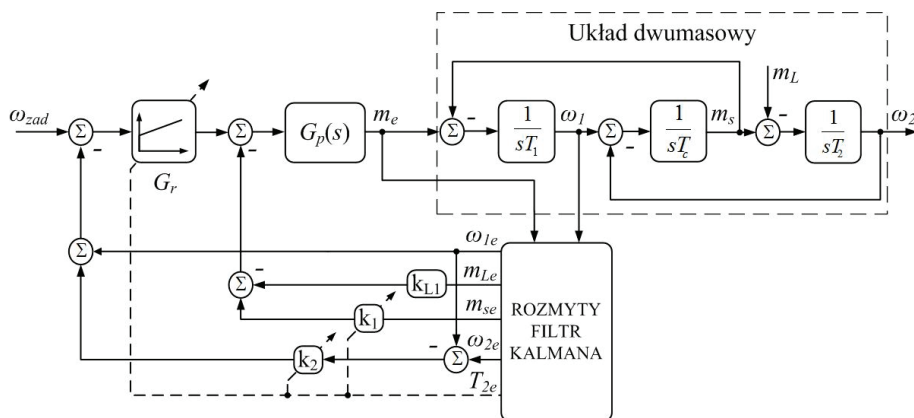 Układ dwumasowy
ω_zad
Σ
-
G_r
Σ
-
G_p(s)
m_e
Σ
-
1/sT_1
ω_1
Σ
-
1/sT_c
m_s
m_L
Σ
-
1/sT_2
ω_2
Σ
ω_1e
Σ
-
k_L1
m_Le
k_1
m_se
k_2
-
Σ
ω_2e
T_2e
ROZMYTY
FILTR
KALMANA